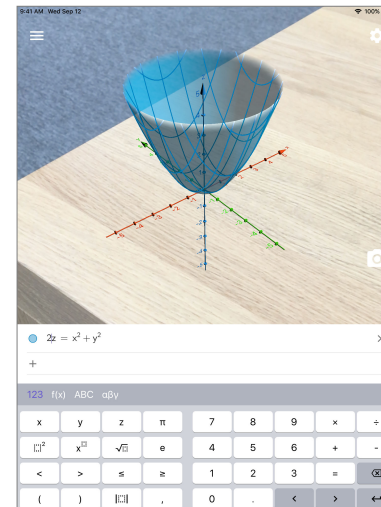 9:41 AM Wed Sep 12 100%
2z = x² + y²
+
123 f(x) ABC αβγ
x y z π 7 8 9 × ÷
□² x□ √□ e 4 5 6 + -
< > ≤ ≥ 1 2 3 =
( ) |□| , 0 . < >